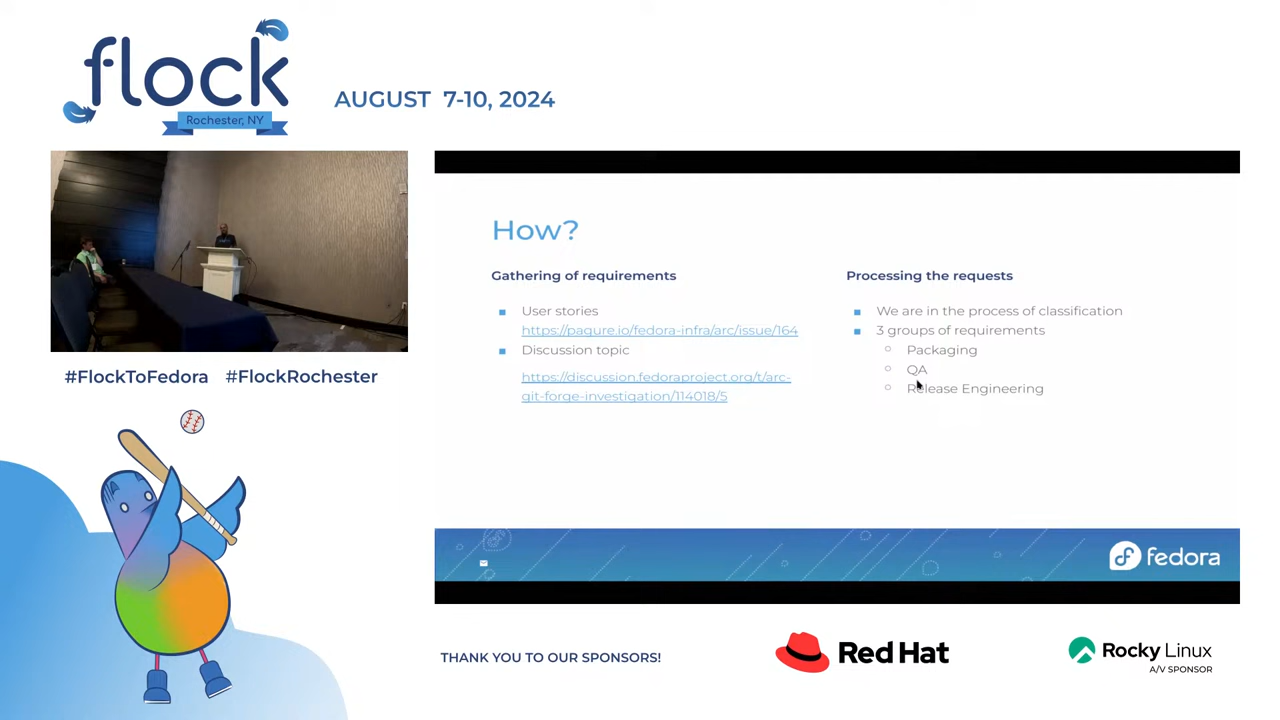 flock
Rochester, NY
AUGUST 7-10, 2024
#FlockToFedora #FlockRochester
How?
Gathering of requirements
User stories
https://pagure.io/fedora-infra/arc/issue/164
Discussion topic
https://discussion.fedoraproject.org/t/arc-
git-forge-investigation/114018/5
Processing the requests
We are in the process of classification
3 groups of requirements
Packaging
QA
Release Engineering
fedora
THANK YOU TO OUR SPONSORS!
Red Hat
Rocky Linux
A/V SPONSOR